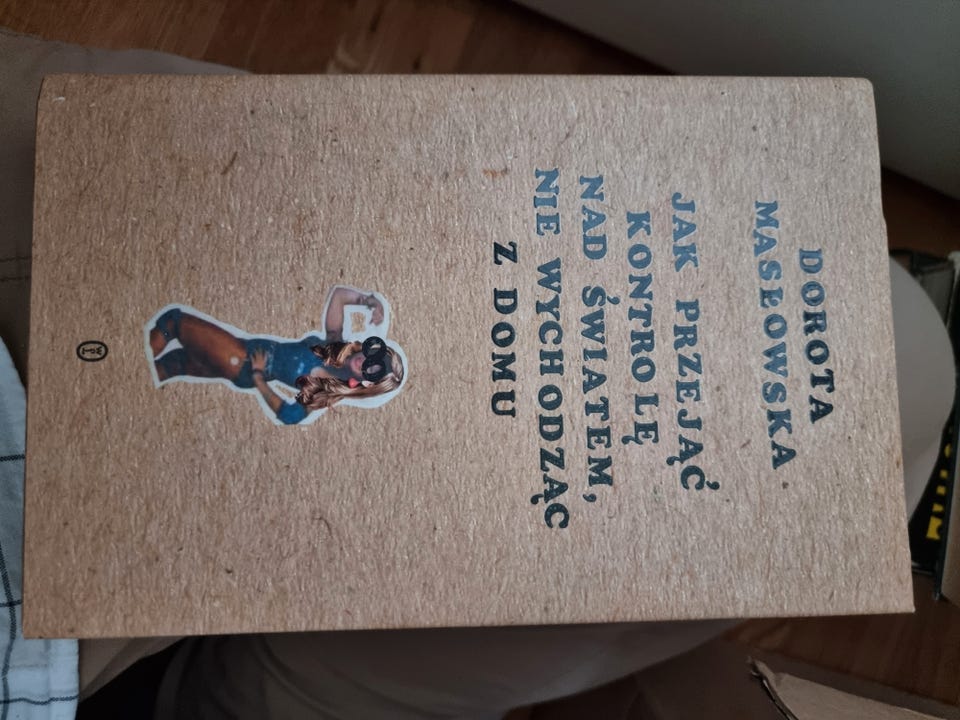 DOROTA
MASŁOWSKA
JAK PRZEJĄĆ
KONTROLĘ
NAD ŚWIATEM,
NIE WYCHODZĄC
Z DOMU